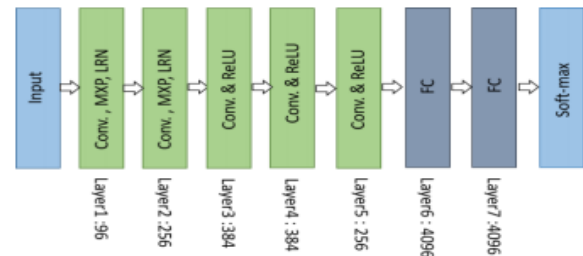 Input
Conv. , MXP, LRN
Conv. , MXP, LRN
Conv. & ReLU
Conv. & ReLU
Conv. & ReLU
FC
FC
Soft-max
Layer1 :96
Layer2 :256
Layer3 :384
Layer4 : 384
Layer5 : 256
Layer6 : 4096
Layer7 :4096